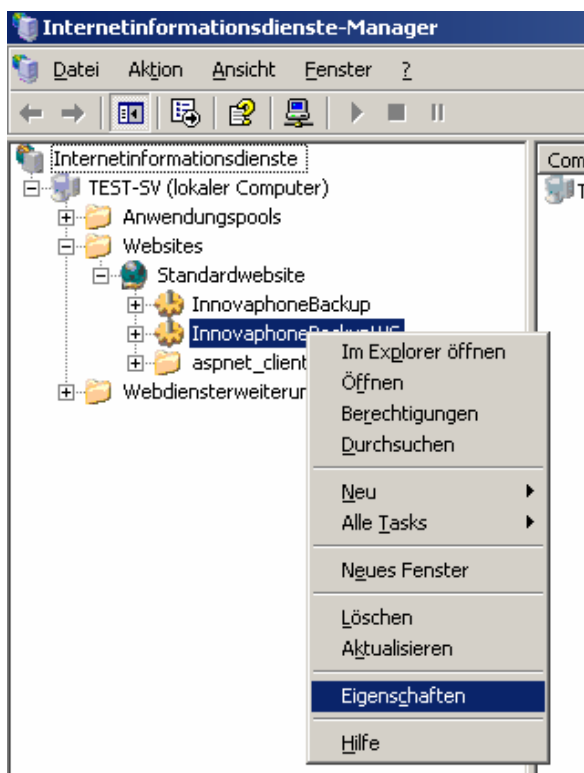 Internetinformationsdienste-Manager
Datei Aktion Ansicht Fenster ?
Internetinformationsdienste
TEST-SV (lokaler Computer)
Anwendungspools
Websites
Standardwebsite
InnovaphoneBackup
aspnet_client
Com
Im Explorer öffnen
Öffnen
Berechtigungen
Durchsuchen
Neu
Alle Tasks
Neues Fenster
Löschen
Aktualisieren
Eigenschaften
Hilfe